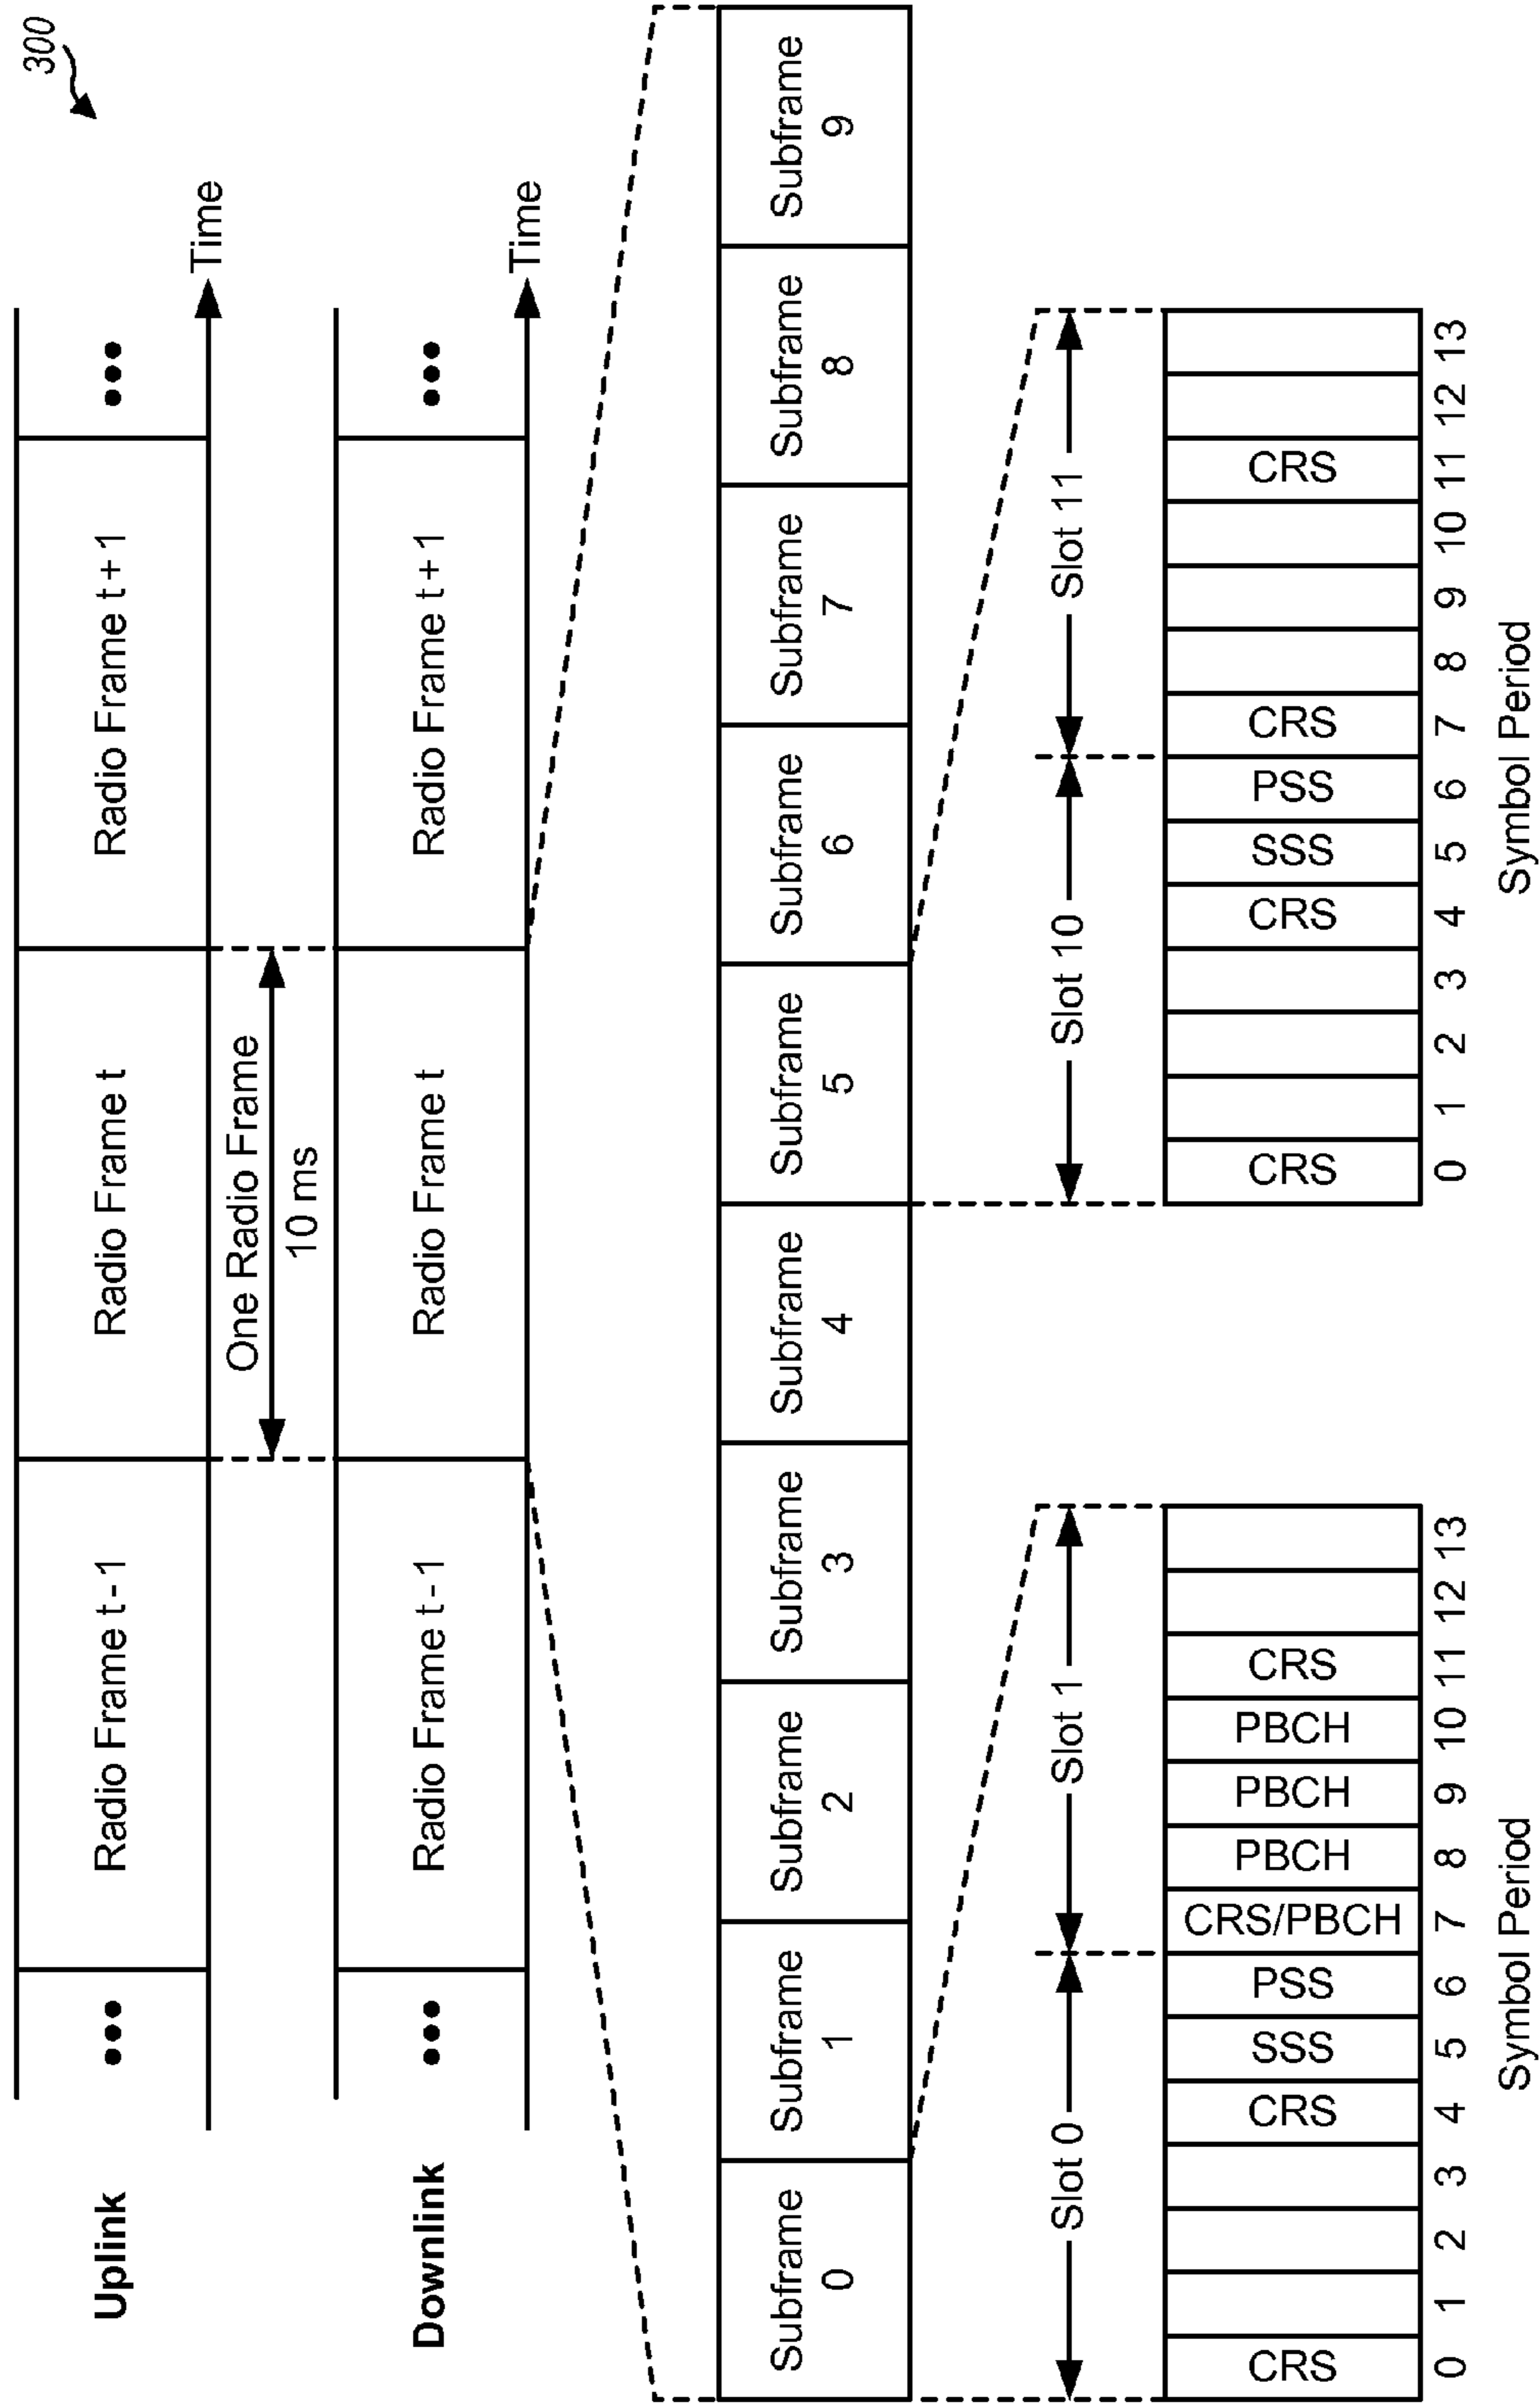 300
Uplink
•••
Radio Frame t - 1
Radio Frame t
Radio Frame t + 1
•••
Time
One Radio Frame
10 ms
Downlink
•••
Radio Frame t - 1
Radio Frame t
Radio Frame t + 1
•••
Time
Subframe
0
Subframe
1
Subframe
2
Subframe
3
Subframe
4
Subframe
5
Subframe
6
Subframe
7
Subframe
8
Subframe
9
Slot 0
Slot 1
CRS
CRS
SSS
PSS
CRS/PBCH
PBCH
PBCH
PBCH
CRS
0 1 2 3 4 5 6 7 8 9 10 11 12 13
Symbol Period
Slot 10
Slot 11
CRS
CRS
SSS
PSS
CRS
CRS
0 1 2 3 4 5 6 7 8 9 10 11 12 13
Symbol Period